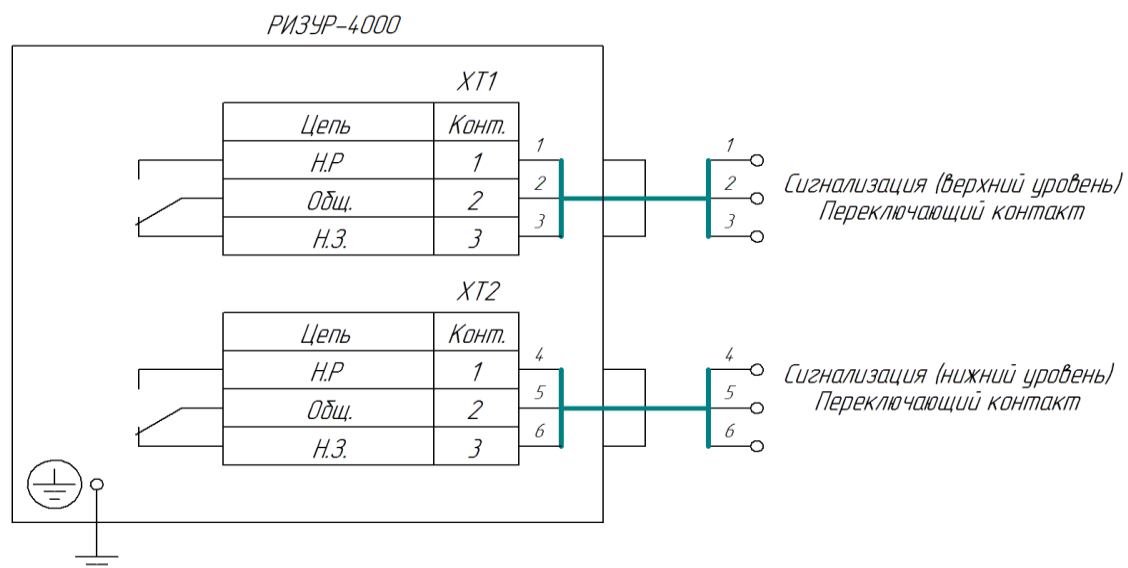 РИЗУР-4000
XT1
Цепь Конт.
Н.Р 1
Общ. 2
Н.З. 3
1
2
3
1
2
3
Сигнализация (верхний уровень)
Переключающий контакт
XT2
Цепь Конт.
Н.Р 1
Общ. 2
Н.З. 3
4
5
6
4
5
6
Сигнализация (нижний уровень)
Переключающий контакт